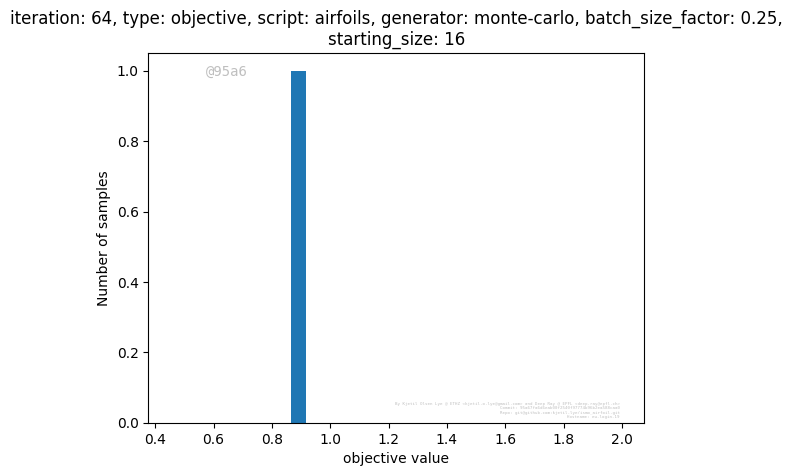 iteration: 64, type: objective, script: airfoils, generator: monte-carlo, batch_size_factor: 0.25,
starting_size: 16
@95a6
1.0
0.8
0.6
0.4
0.2
0.0
Number of samples
0.4 0.6 0.8 1.0 1.2 1.4 1.6 1.8 2.0
objective value